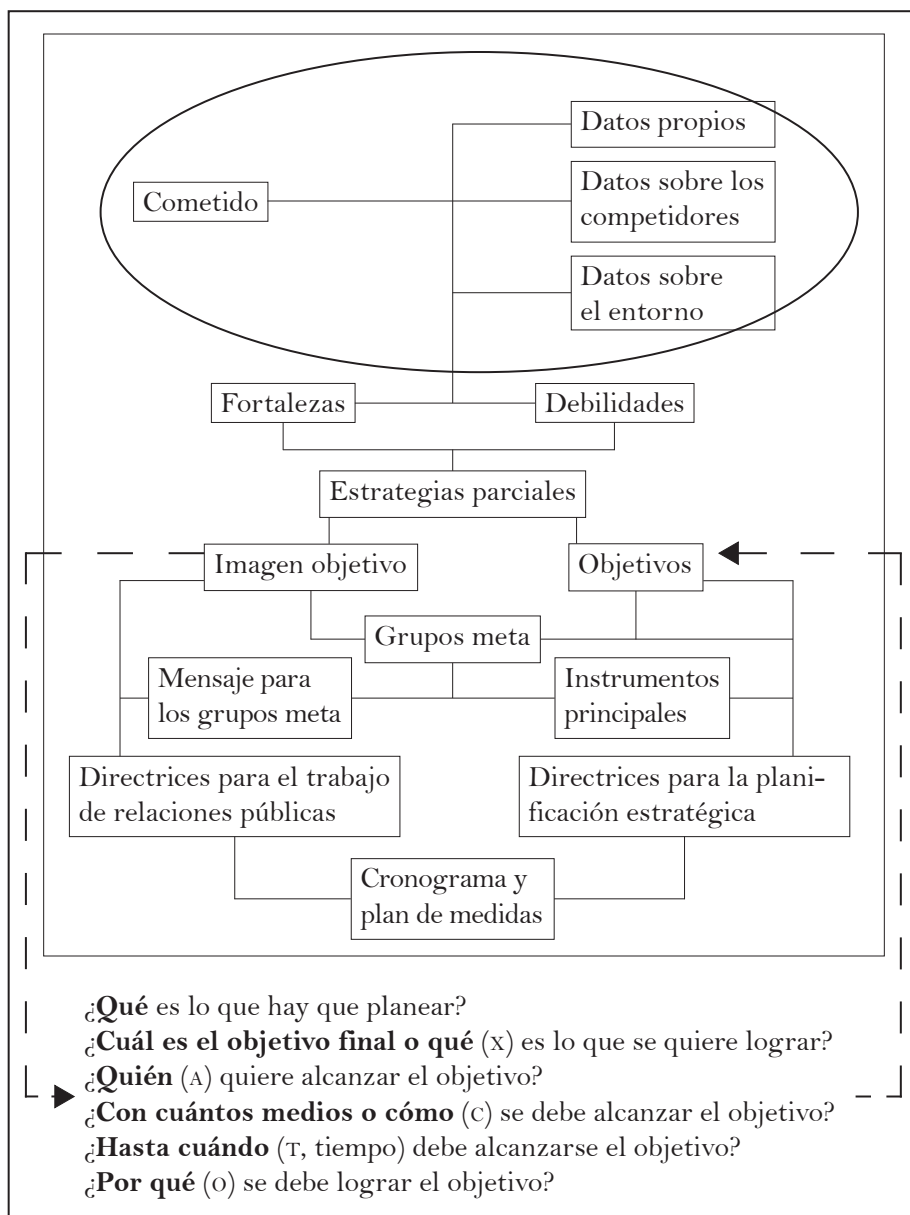 Datos propios
Cometido
Datos sobre los
competidores
Datos sobre
el entorno
Fortalezas
Debilidades
Estrategias parciales
Imagen objetivo
Objetivos
Grupos meta
Mensaje para
los grupos meta
Instrumentos
principales
Directrices para el trabajo
de relaciones públicas
Directrices para la plani-
ficación estratégica
Cronograma y
plan de medidas
¿Qué es lo que hay que planear?
¿Cuál es el objetivo final o qué (X) es lo que se quiere lograr?
¿Quién (A) quiere alcanzar el objetivo?
¿Con cuántos medios o cómo (C) se debe alcanzar el objetivo?
¿Hasta cuándo (T, tiempo) debe alcanzarse el objetivo?
¿Por qué (O) se debe lograr el objetivo?